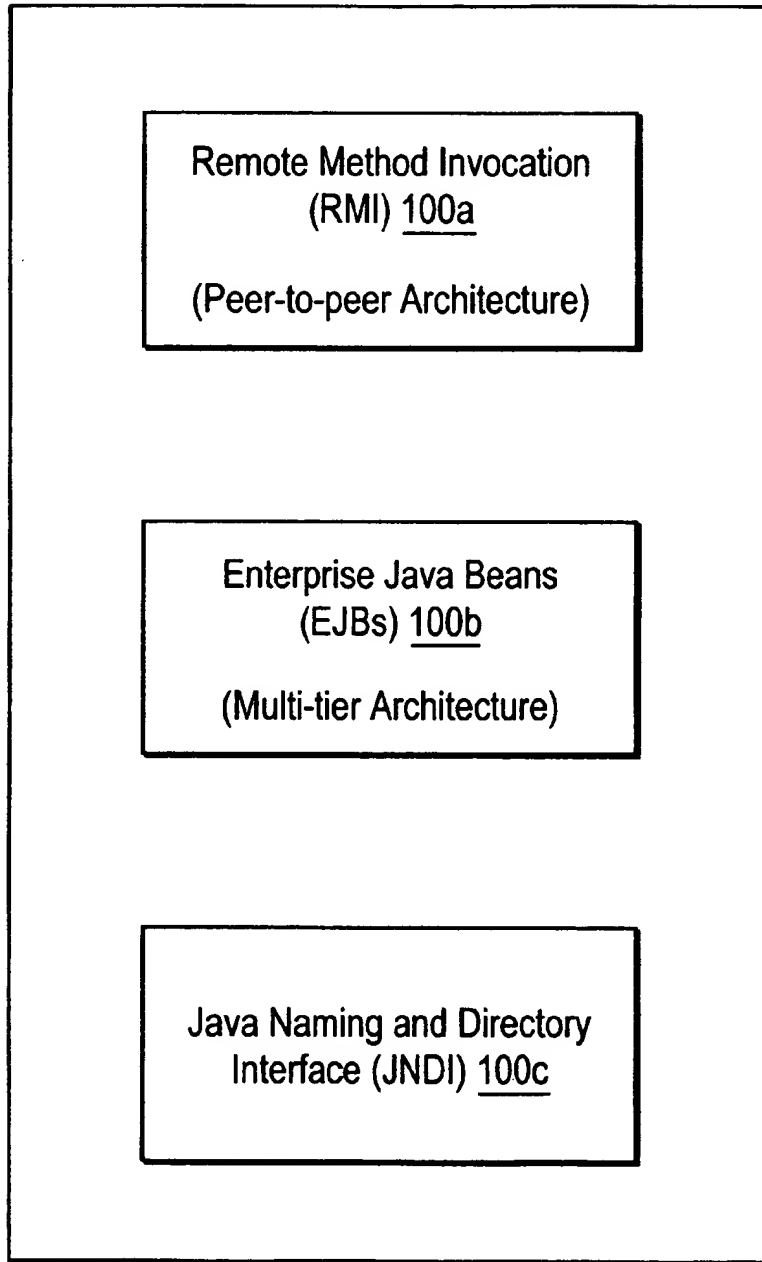 Remote Method Invocation
(RMI) 100a
(Peer-to-peer Architecture)
Enterprise Java Beans
(EJBs) 100b
(Multi-tier Architecture)
Java Naming and Directory
Interface (JNDI) 100c